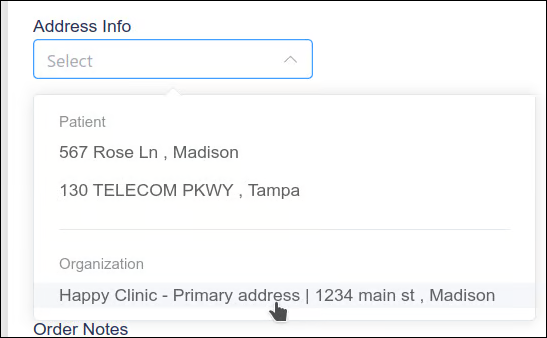 Address Info
Select
Patient
567 Rose Ln , Madison
130 TELECOM PKWY , Tampa
Organization
Happy Clinic - Primary address | 1234 main st , Madison
Order Notes